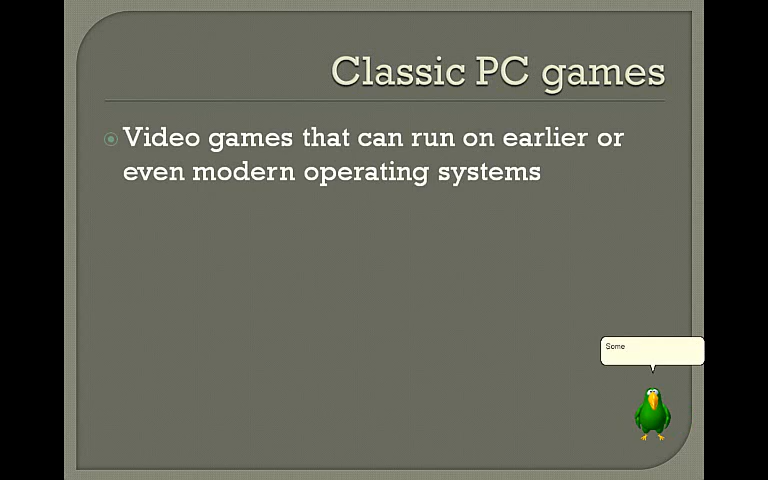 Classic PC games
Video games that can run on earlier or
even modern operating systems
Some